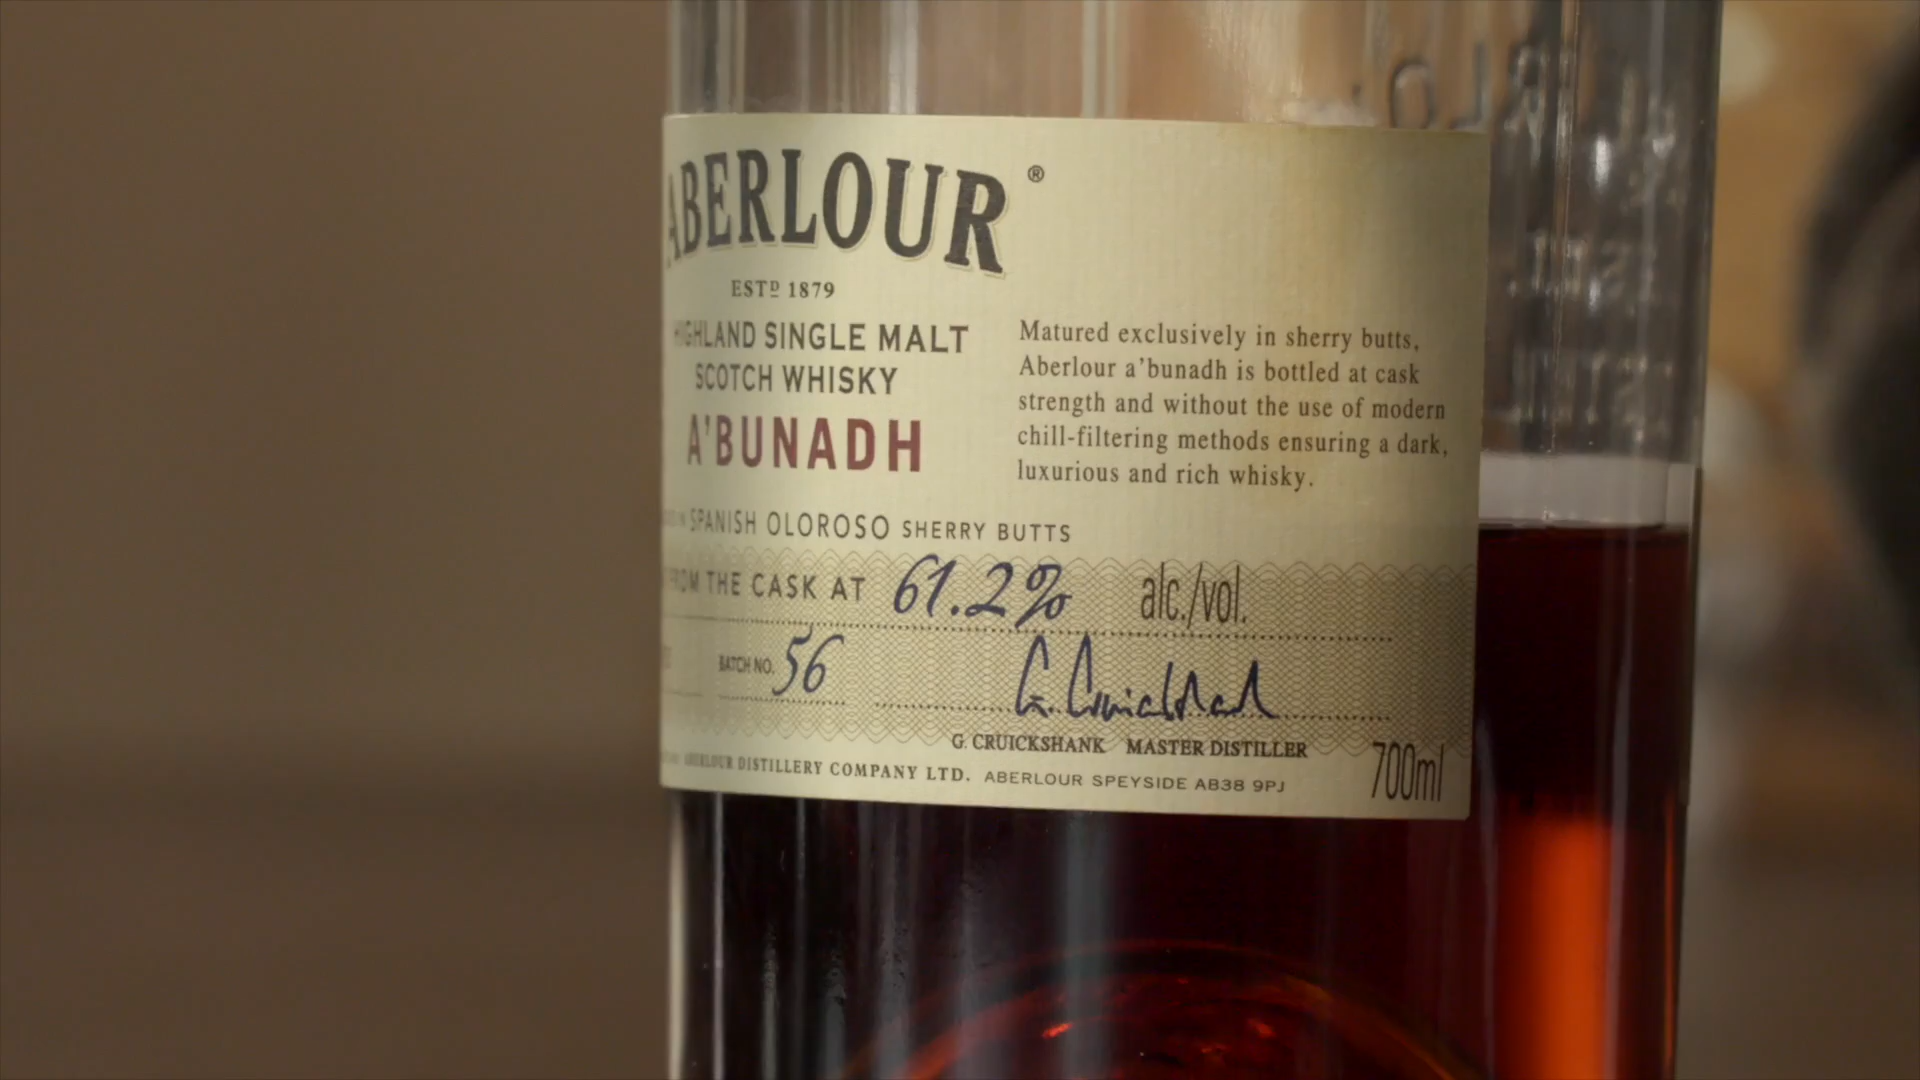 ABERLOUR ®
ESTD 1879
HIGHLAND SINGLE MALT
SCOTCH WHISKY
A'BUNADH
Matured exclusively in sherry butts,
Aberlour a'bunadh is bottled at cask
strength and without the use of modern
chill-filtering methods ensuring a dark,
luxurious and rich whisky.
SPANISH OLOROSO SHERRY BUTTS
FROM THE CASK AT 61.2% alc./vol.
BATCH NO. 56
G. Cruickshank
G. CRUICKSHANK MASTER DISTILLER
ABERLOUR DISTILLERY COMPANY LTD. ABERLOUR SPEYSIDE AB38 9PJ
700ml